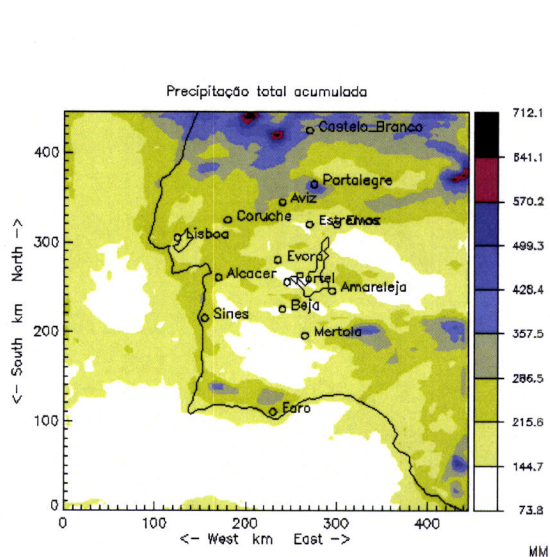 Precipitação total acumulada
712.1
641.1
570.2
499.3
428.4
357.5
286.5
215.6
144.7
73.8
MM
400
300
200
100
0
<- South km North ->
0 100 200 300 400
<- West km East ->
Castelo_Branco
Portalegre
Aviz
Coruche
Estremoz
Elvas
Lisboa
Evora
Alcacer
Portel
Amareleja
Beja
Sines
Mertola
Faro